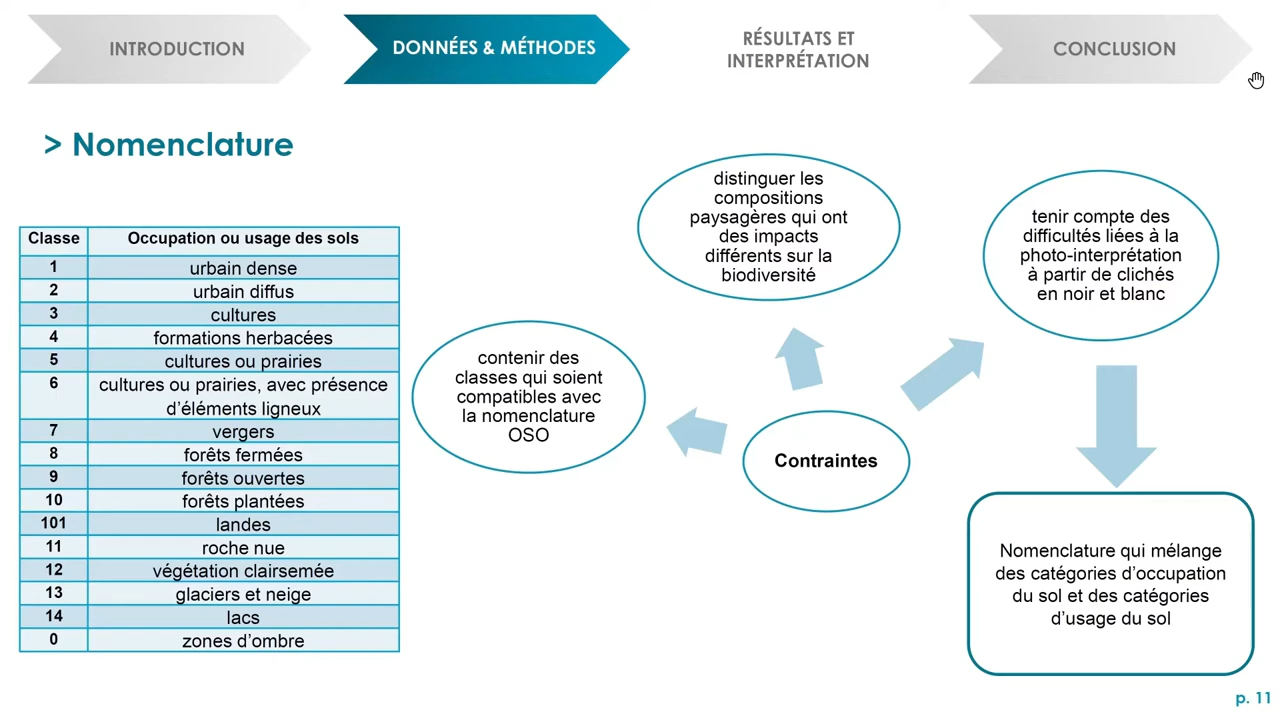 INTRODUCTION
DONNÉES & MÉTHODES
RÉSULTATS ET
INTERPRÉTATION
CONCLUSION
> Nomenclature
Classe Occupation ou usage des sols
1 urbain dense
2 urbain diffus
3 cultures
4 formations herbacées
5 cultures ou prairies
6 cultures ou prairies, avec présence
d’éléments ligneux
7 vergers
8 forêts fermées
9 forêts ouvertes
10 forêts plantées
101 landes
11 roche nue
12 végétation clairsemée
13 glaciers et neige
14 lacs
0 zones d’ombre
contenir des
classes qui soient
compatibles avec
la nomenclature
OSO
distinguer les
compositions
paysagères qui ont
des impacts
différents sur la
biodiversité
tenir compte des
difficultés liées à la
photo-interprétation
à partir de clichés
en noir et blanc
Contraintes
Nomenclature qui mélange
des catégories d’occupation
du sol et des catégories
d’usage du sol
p. 11